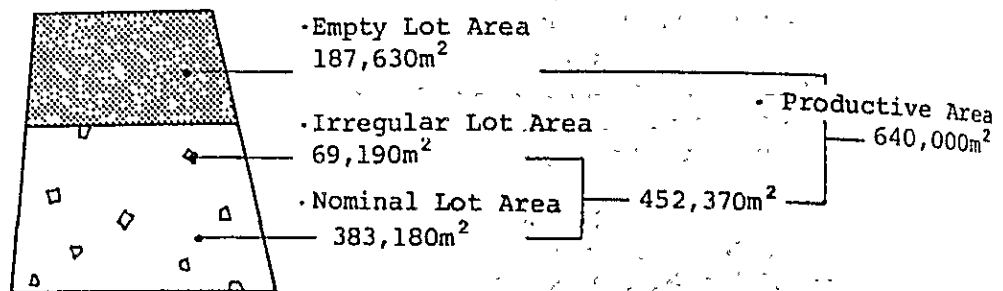 ·Empty Lot Area
187,630m²
· Productive Area
640,000m²
·Irregular Lot Area
69,190m²
452,370m²
·Nominal Lot Area
383,180m²